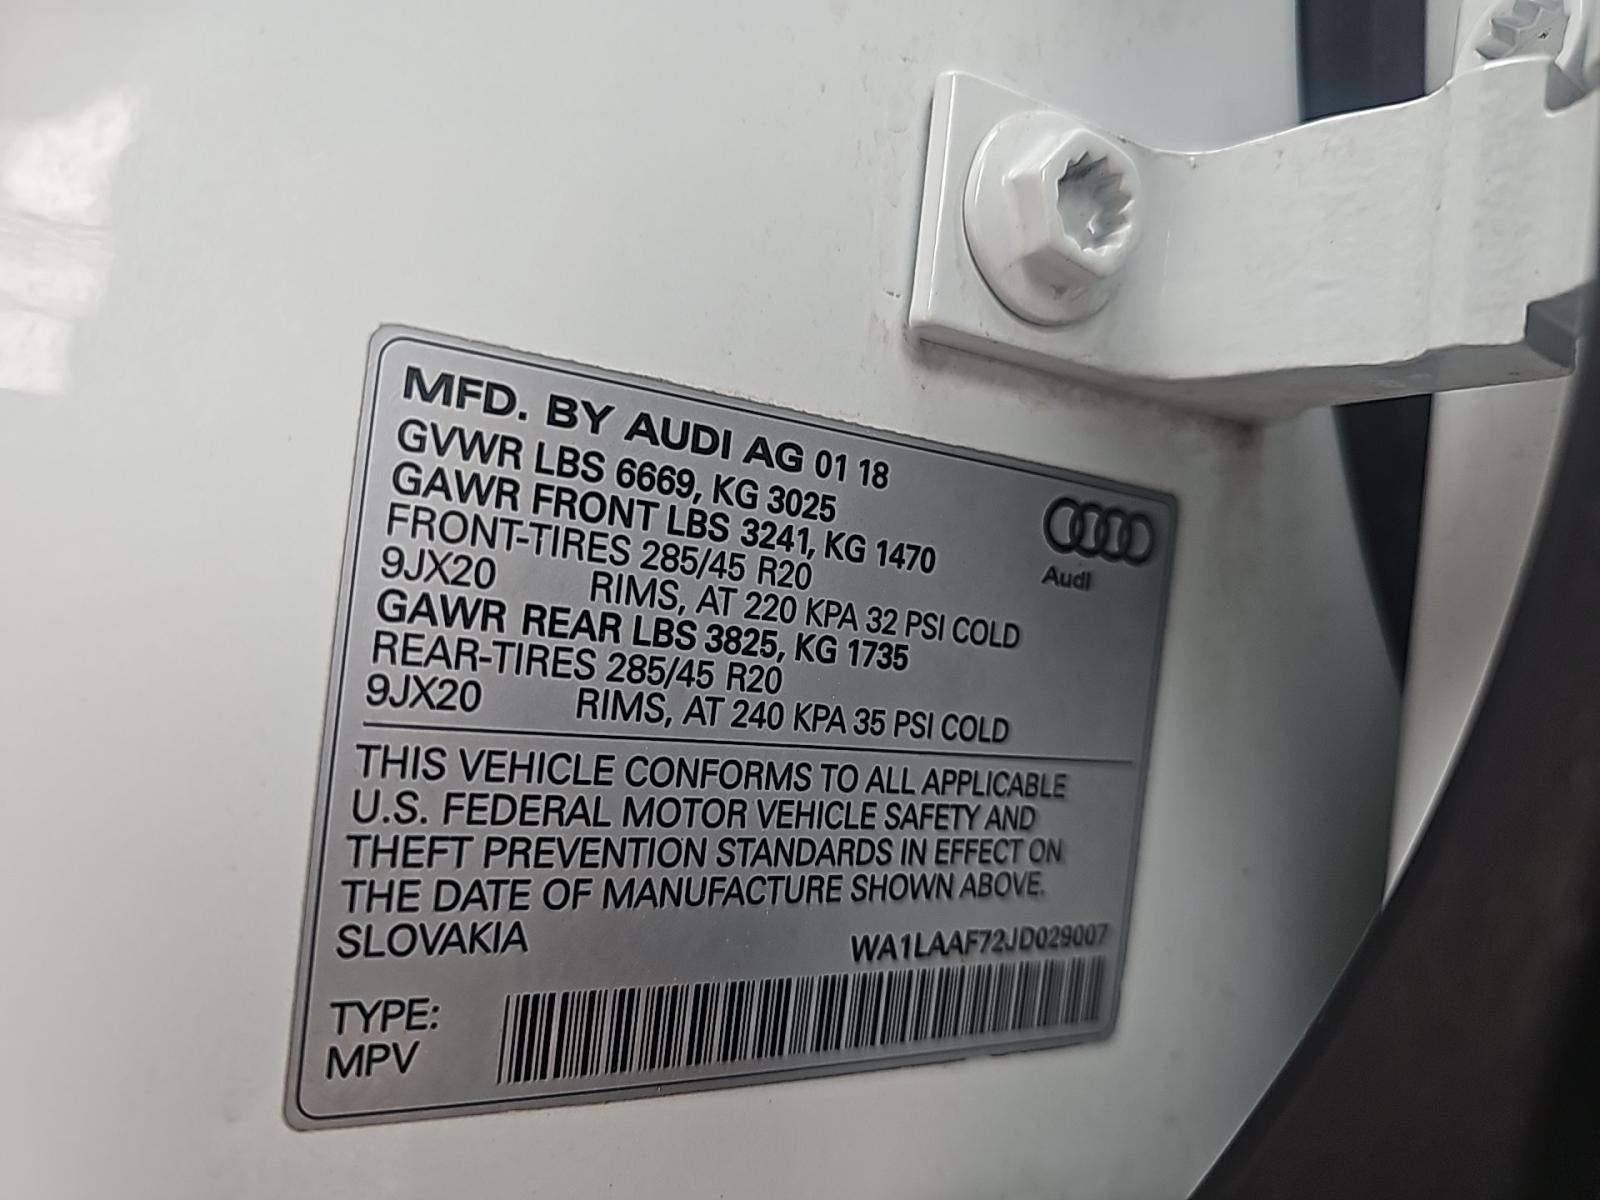 MFD. BY AUDI AG 01 18
GVWR LBS 6669, KG 3025
GAWR FRONT LBS 3241, KG 1470
FRONT-TIRES 285/45 R20
9JX20 RIMS, AT 220 KPA 32 PSI COLD
GAWR REAR LBS 3825, KG 1735
REAR-TIRES 285/45 R20
9JX20 RIMS, AT 240 KPA 35 PSI COLD
Audi
THIS VEHICLE CONFORMS TO ALL APPLICABLE
U.S. FEDERAL MOTOR VEHICLE SAFETY AND
THEFT PREVENTION STANDARDS IN EFFECT ON
THE DATE OF MANUFACTURE SHOWN ABOVE.
SLOVAKIA WA1LAAF72JD029007
TYPE:
MPV